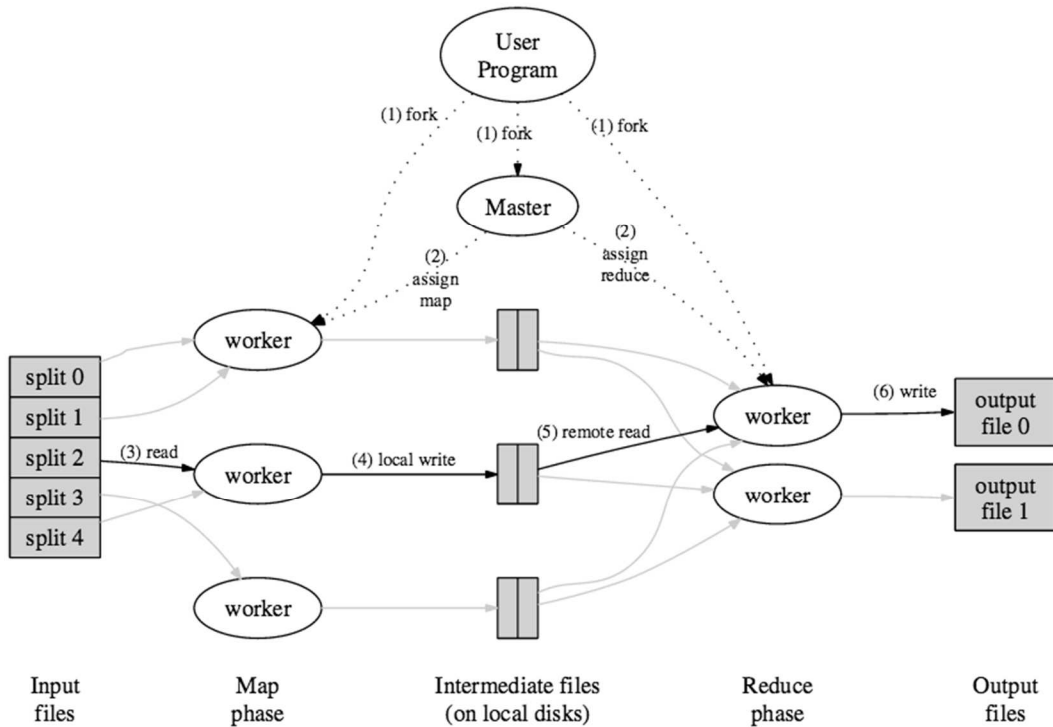 User
Program
(1) fork
(1) fork
(1) fork
Master
(2)
assign
map
(2)
assign
reduce
worker
split 0
split 1
split 2
split 3
split 4
(3) read
worker
(4) local write
(5) remote read
worker
(6) write
output
file 0
worker
output
file 1
worker
Input
files
Map
phase
Intermediate files
(on local disks)
Reduce
phase
Output
files